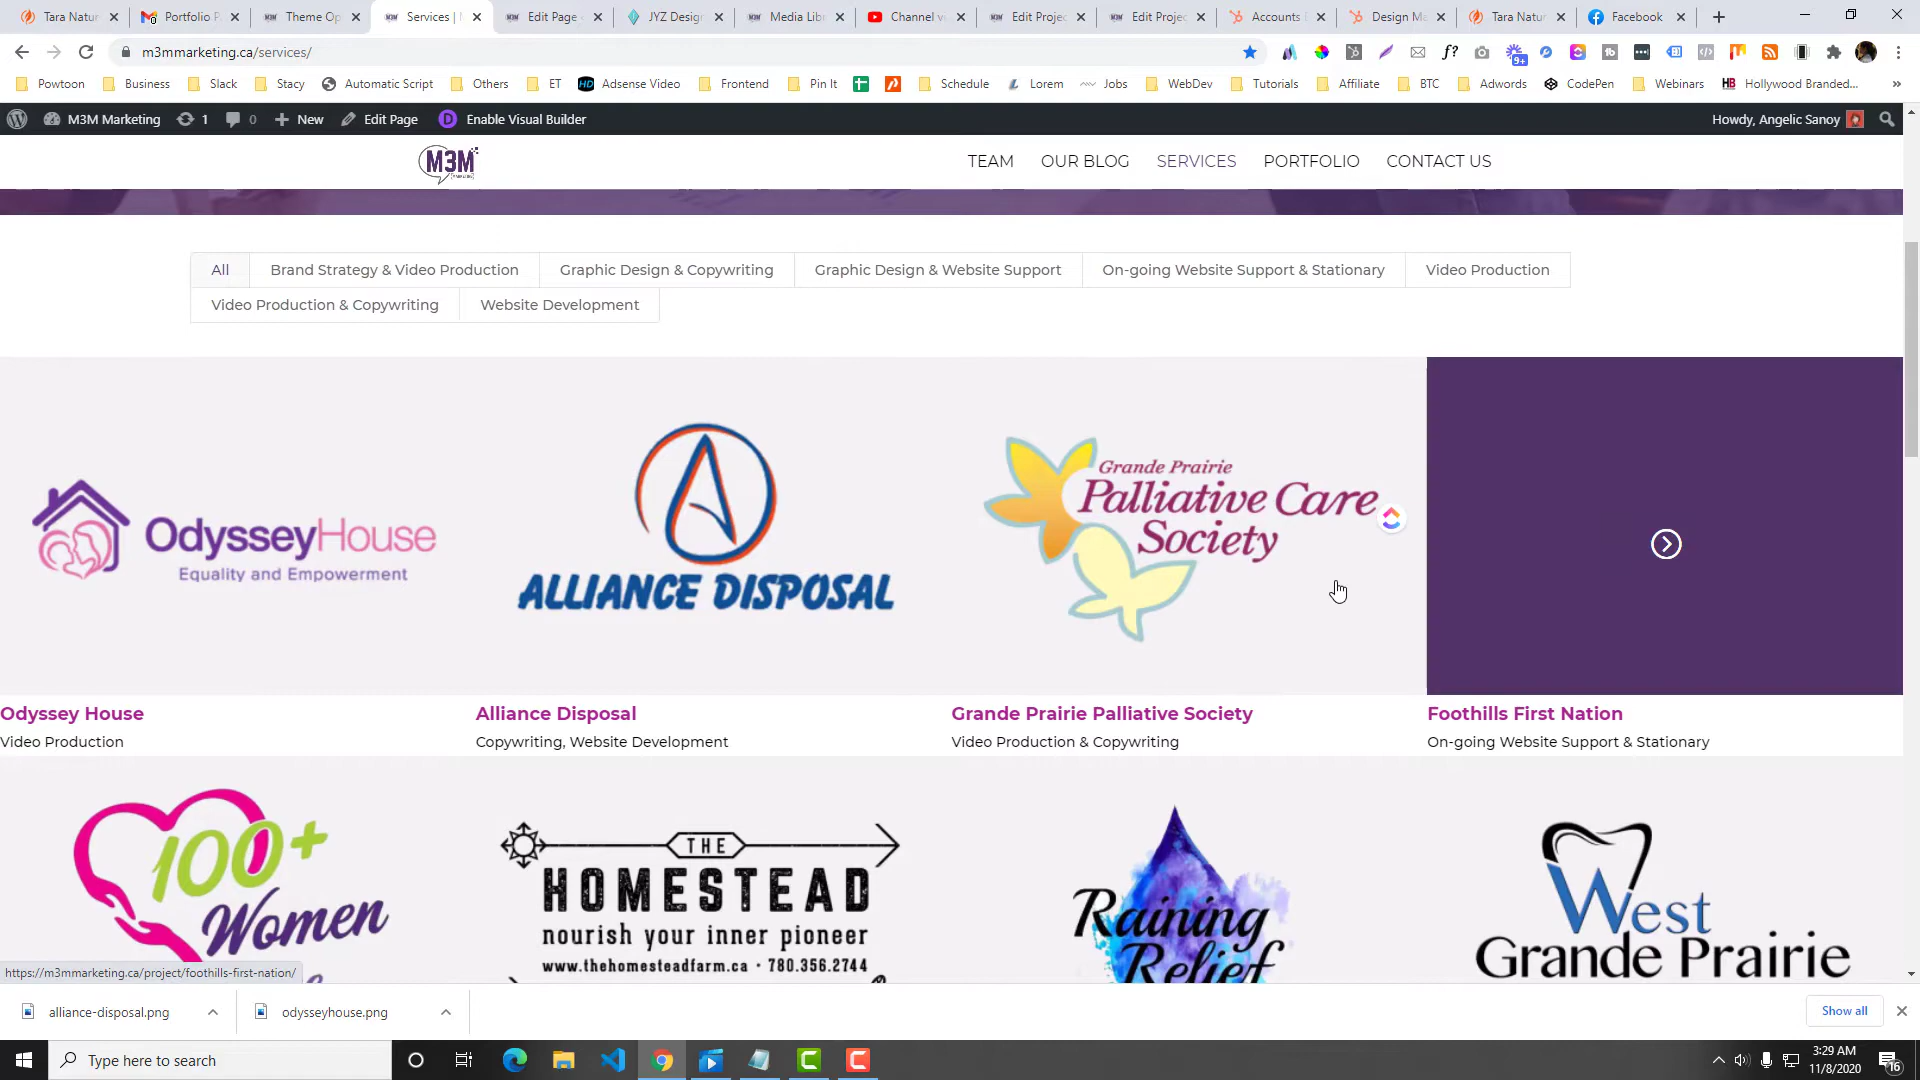 Tara Natur
Portfolio P
Theme Op
Services |
Edit Page
JYZ Design
Media Lib
Channel v
Edit Projec
Edit Projec
Accounts
Design Ma
Tara Natur
Facebook
m3mmarketing.ca/services/
f?
9+
Powtoon
Business
Slack
Stacy
Automatic Script
Others
ET
HD
Adsense Video
Frontend
Pin It
Schedule
Lorem
Jobs
WebDev
Tutorials
Affiliate
BTC
Adwords
CodePen
Webinars
HB
Hollywood Branded...
M3M Marketing
1
0
New
Edit Page
D
Enable Visual Builder
Howdy, Angelic Sanoy
M3M
TEAM
OUR BLOG
SERVICES
PORTFOLIO
CONTACT US
All
Brand Strategy & Video Production
Graphic Design & Copywriting
Graphic Design & Website Support
On-going Website Support & Stationary
Video Production
Video Production & Copywriting
Website Development
OdysseyHouse
Equality and Empowerment
ALLIANCE DISPOSAL
Grande Prairie
Palliative Care
Society
Odyssey House
Video Production
Alliance Disposal
Copywriting, Website Development
Grande Prairie Palliative Society
Video Production & Copywriting
Foothills First Nation
On-going Website Support & Stationary
100+
Women
THE
HOMESTEAD
nourish your inner pioneer
www.thehomesteadfarm.ca • 780.356.2744
Raining
Relief
West
Grande Prairie
https://m3mmarketing.ca/project/foothills-first-nation/
alliance-disposal.png
odysseyhouse.png
Show all
Type here to search
3:29 AM
11/8/2020
16